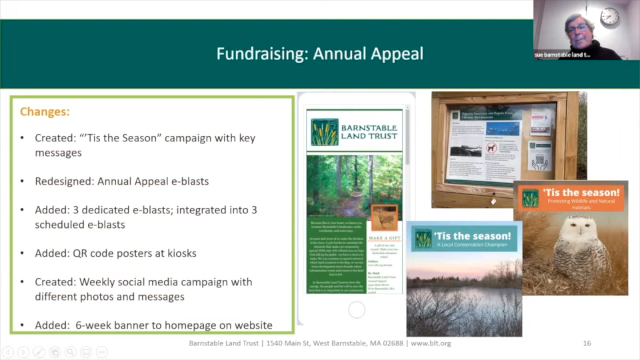 Fundraising: Annual Appeal
sue barnstable land t...
Changes:
• Created: "'Tis the Season" campaign with key
messages
• Redesigned: Annual Appeal e-blasts
• Added: 3 dedicated e-blasts; integrated into 3
scheduled e-blasts
• Added: QR code posters at kiosks
• Created: Weekly social media campaign with
different photos and messages
• Added: 6-week banner to homepage on website
BARNSTABLE
LAND TRUST
MAKE A GIFT
'Tis the season!
Protecting Wildlife and Natural
Habitats
'Tis the season!
A Local Conservation Champion
Barnstable Land Trust | 1540 Main St, West Barnstable, MA 02688 | www.blt.org
16